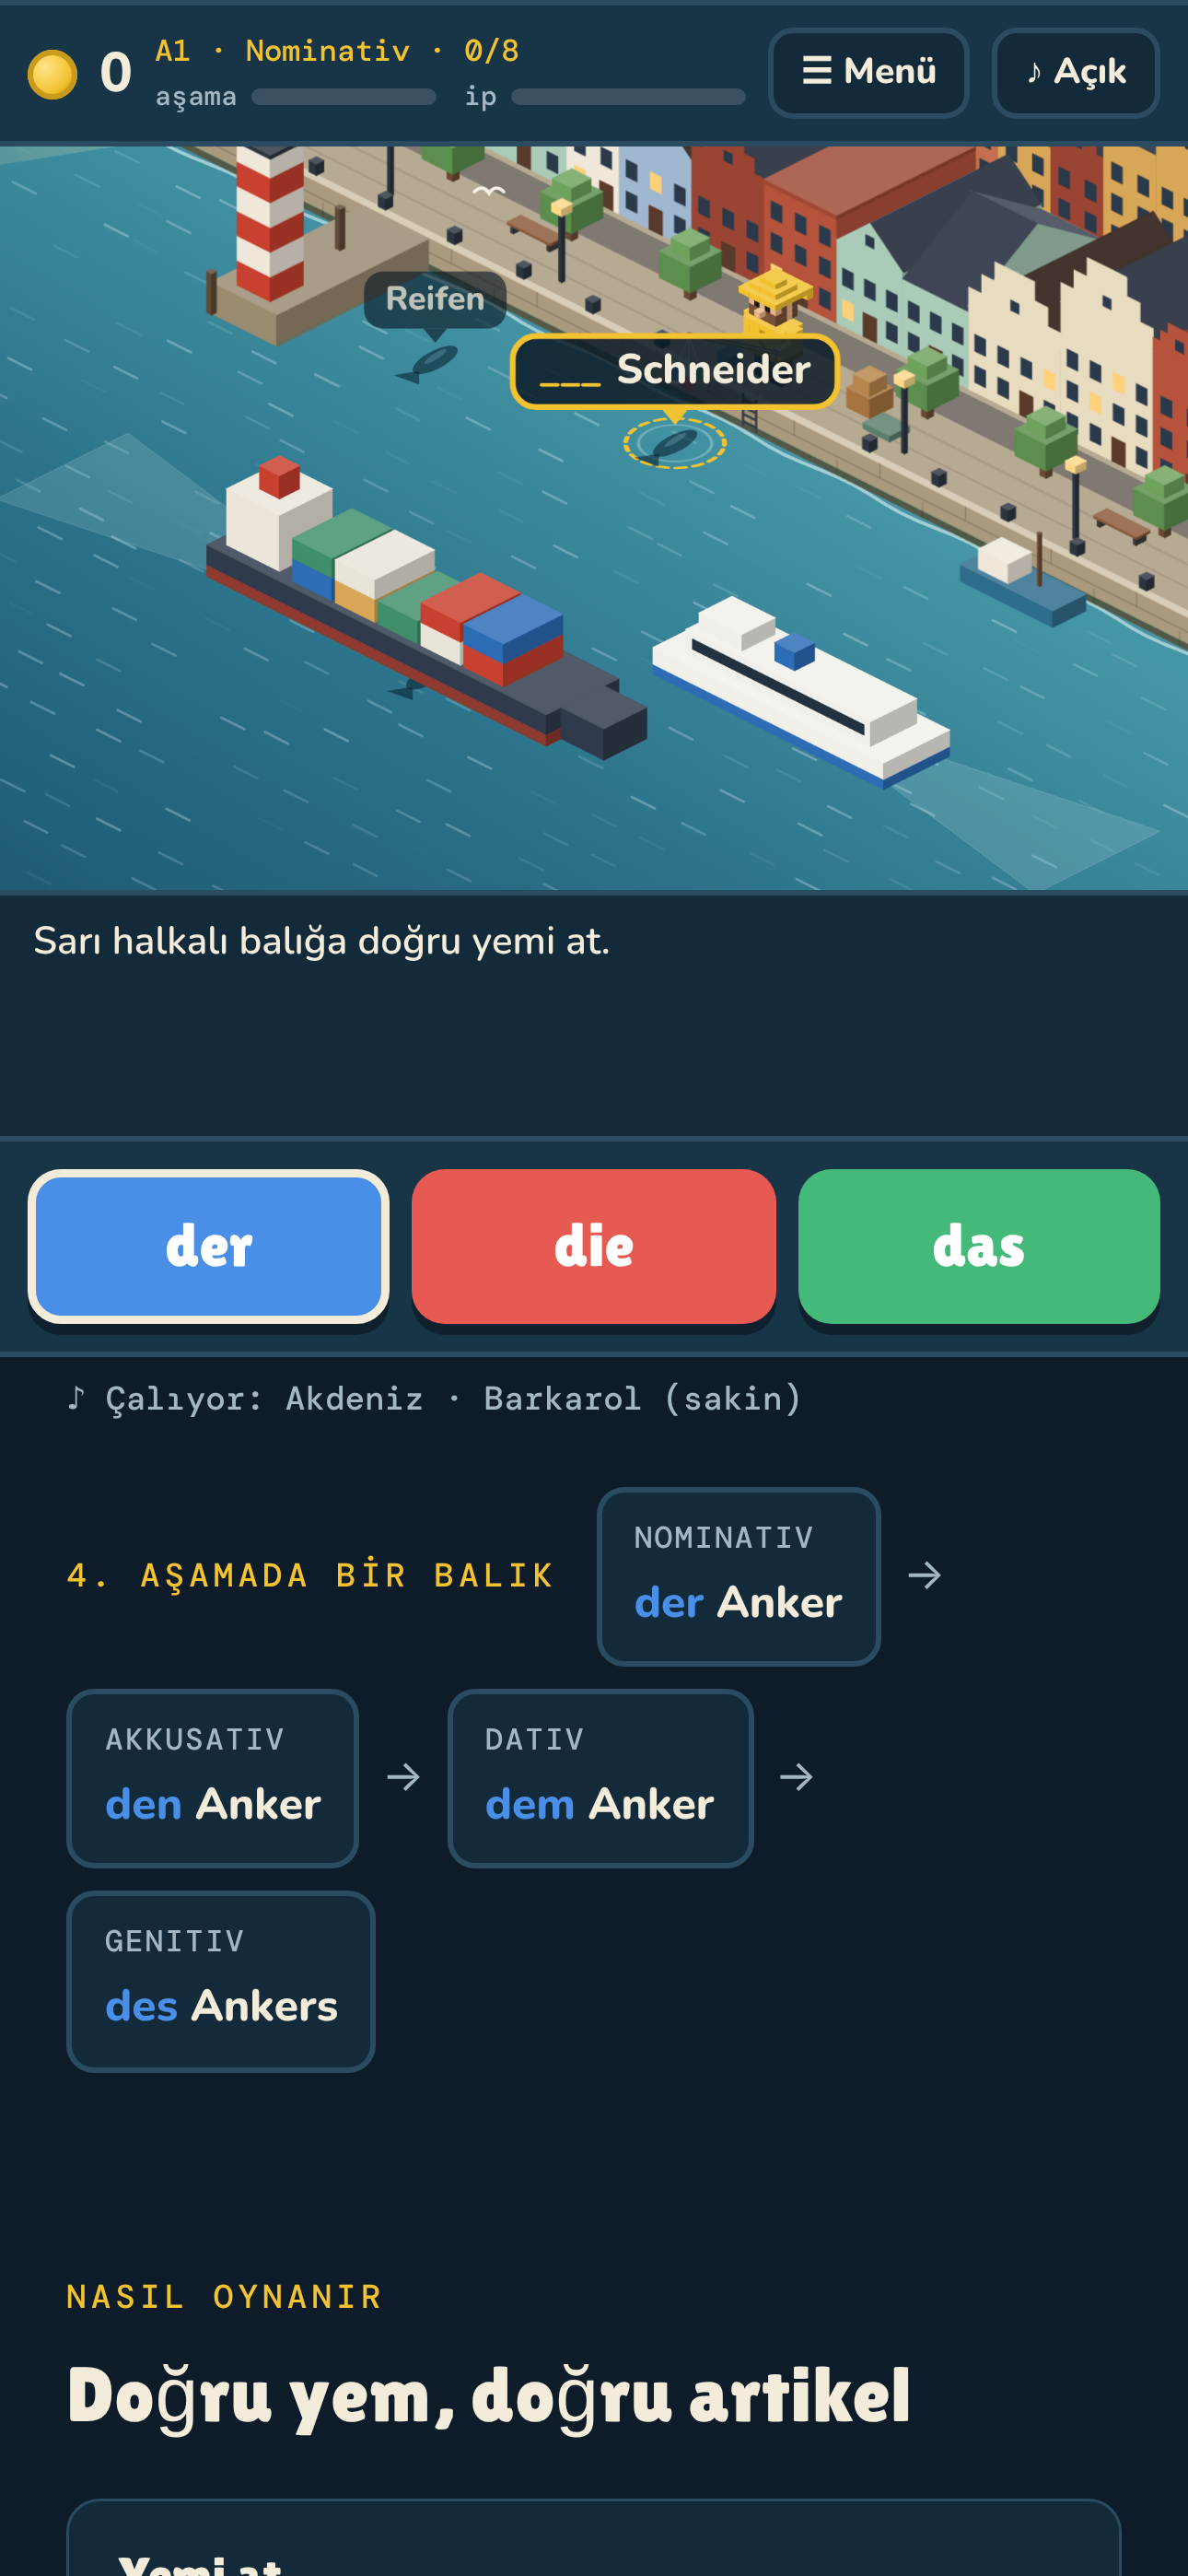 0
A1 · Nominativ · 0/8
aşama ip
☰ Menü
♪ Açık
Reifen
___ Schneider
Sarı halkalı balığa doğru yemi at.
der
die
das
♪ Çalıyor: Akdeniz · Barkarol (sakin)
4. AŞAMADA BİR BALIK
NOMINATIV
der Anker
→
AKKUSATIV
den Anker
→
DATIV
dem Anker
→
GENITIV
des Ankers
NASIL OYNANIR
Doğru yem, doğru artikel
Yemi at